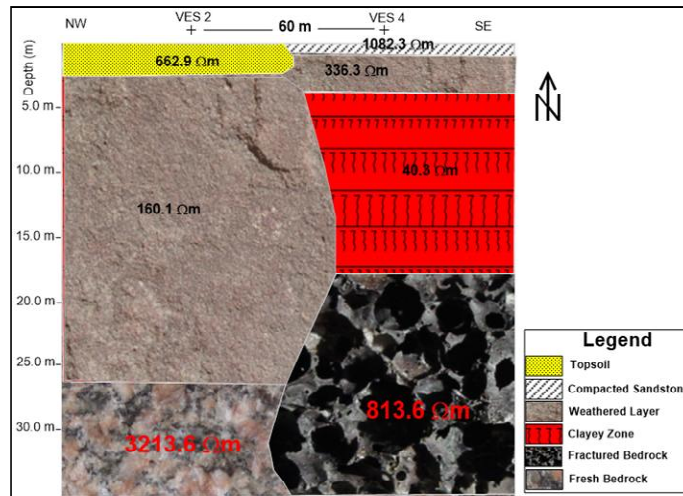 NW
VES 2
60 m
VES 4
SE
Depth (m)
1082.3 Ωm
662.9 Ωm
336.3 Ωm
N
5.0 m
10.0 m
40.3 Ωm
160.1 Ωm
15.0 m
20.0 m
25.0 m
30.0 m
3213.6 Ωm
813.6 Ωm
Legend
Topsoil
Compacted Sandston
Weathered Layer
Clayey Zone
Fractured Bedrock
Fresh Bedrock